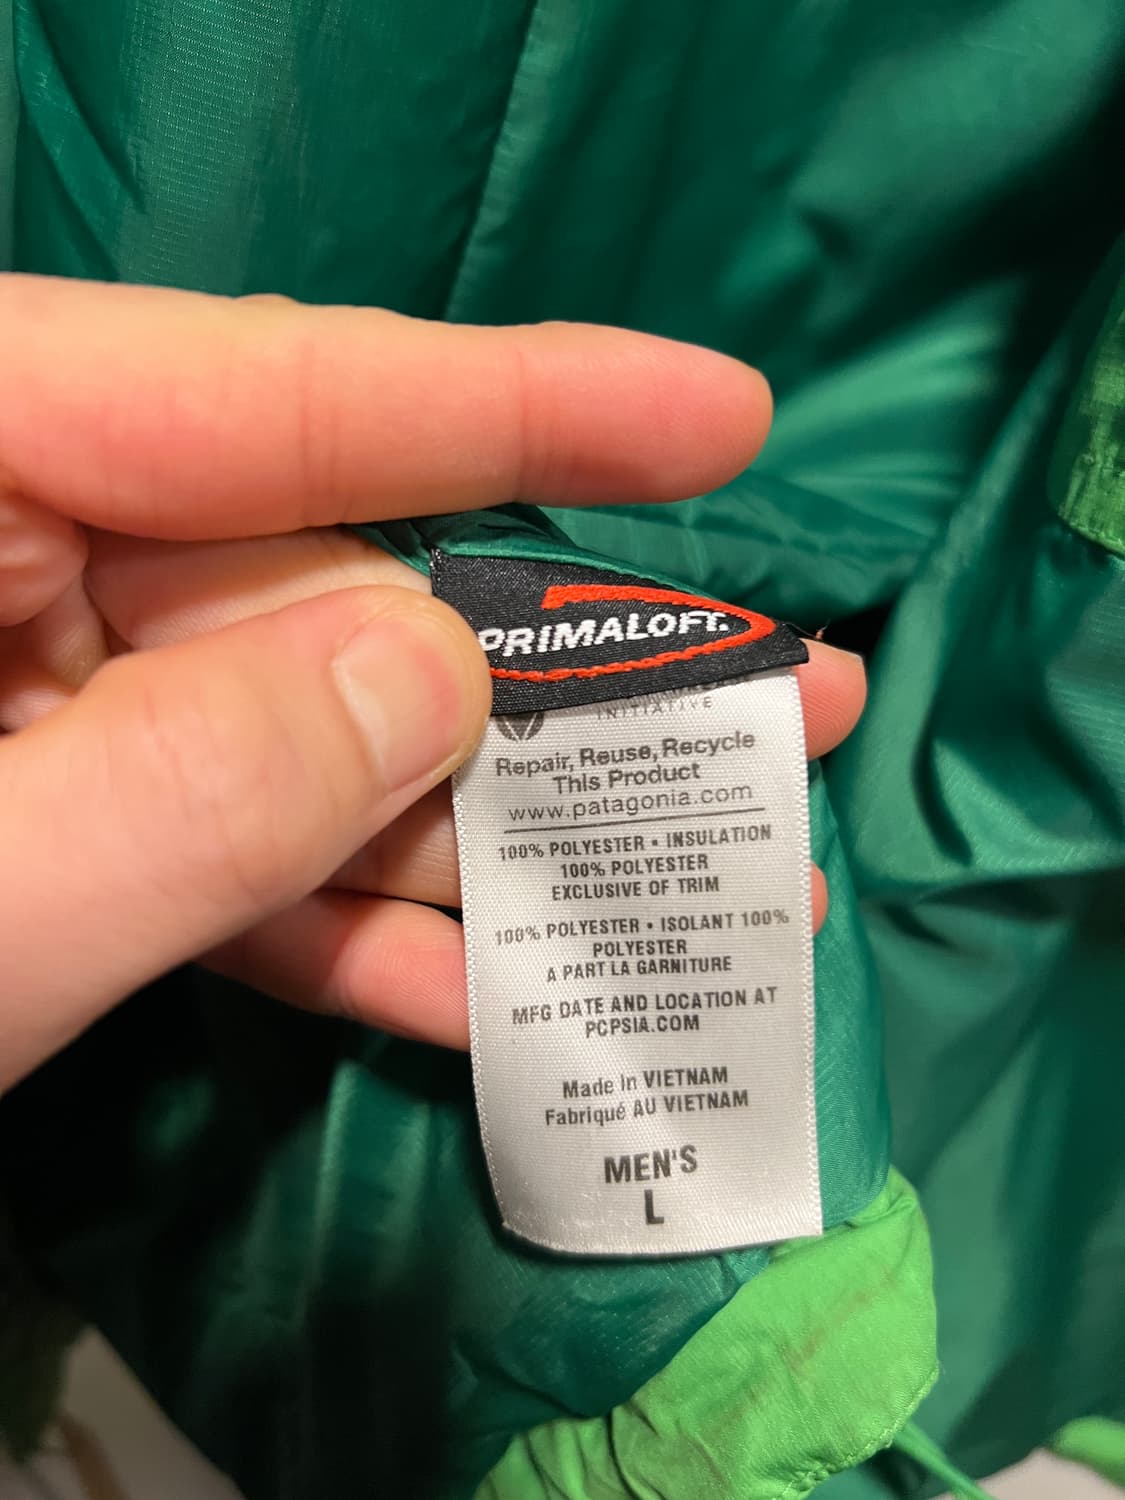 PRIMALOFT.
INITIATIVE
Repair, Reuse, Recycle
This Product
www.patagonia.com
100% POLYESTER • INSULATION
100% POLYESTER
EXCLUSIVE OF TRIM
100% POLYESTER • ISOLANT 100%
POLYESTER
A PART LA GARNITURE
MFG DATE AND LOCATION AT
PCPSIA.COM
Made in VIETNAM
Fabriqué AU VIETNAM
MEN'S
L